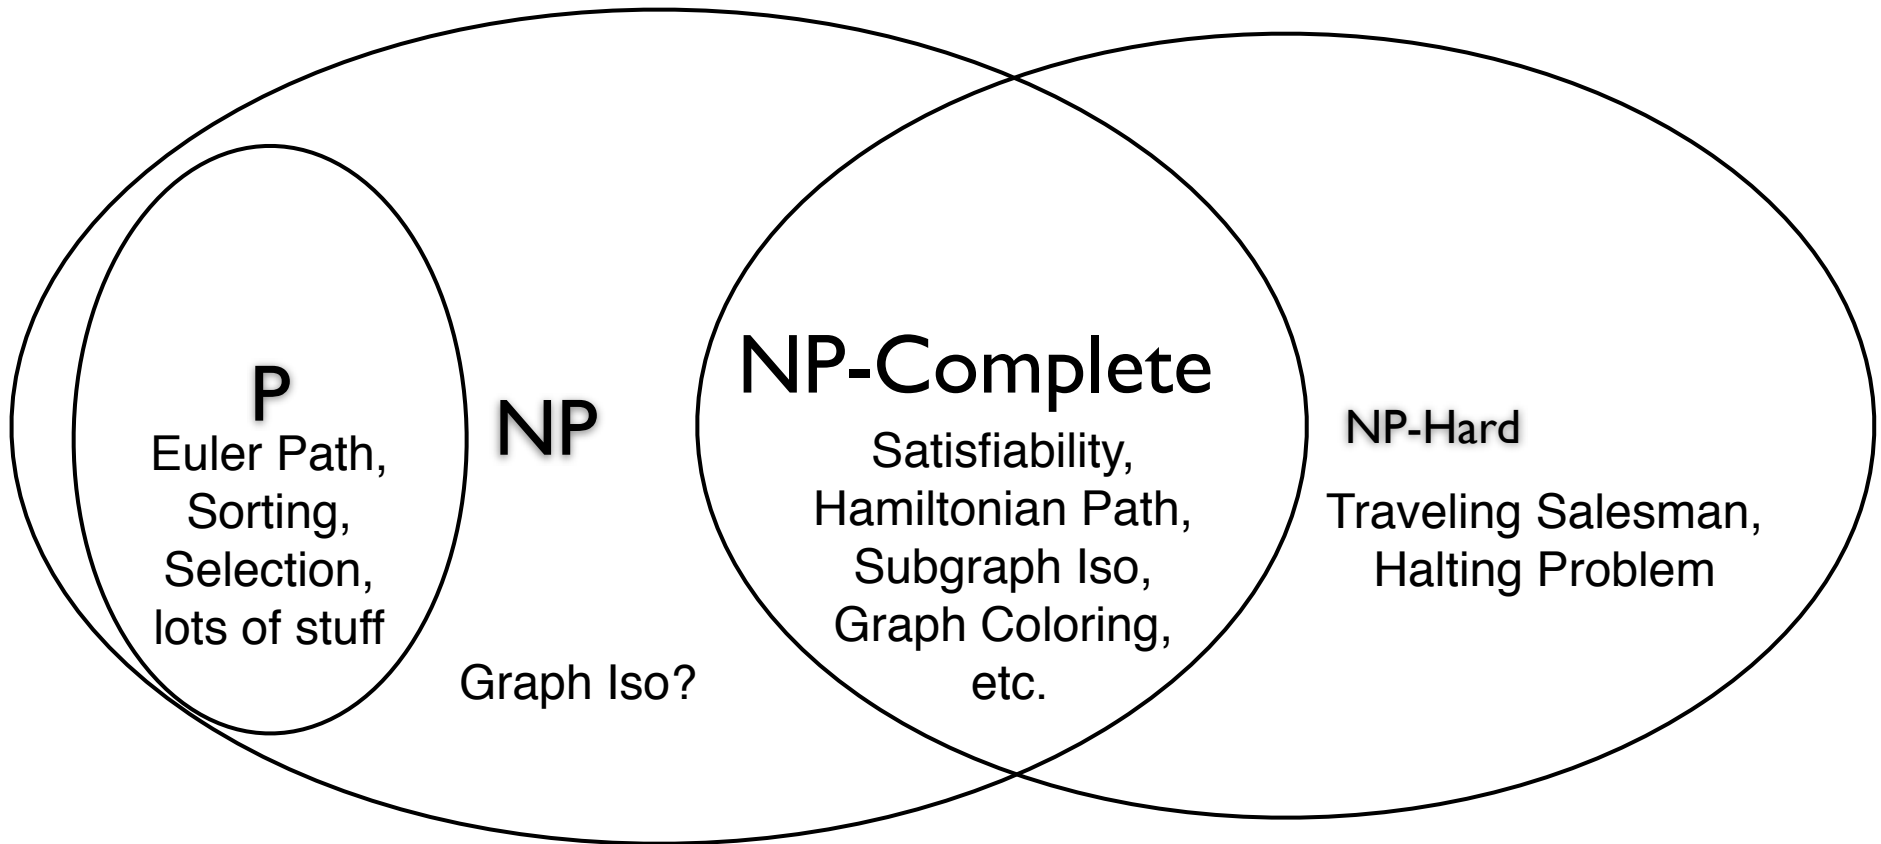 P
Euler Path,
Sorting,
Selection,
lots of stuff
NP
Graph Iso?
NP-Complete
Satisfiability,
Hamiltonian Path,
Subgraph Iso,
Graph Coloring,
etc.
NP-Hard
Traveling Salesman,
Halting Problem